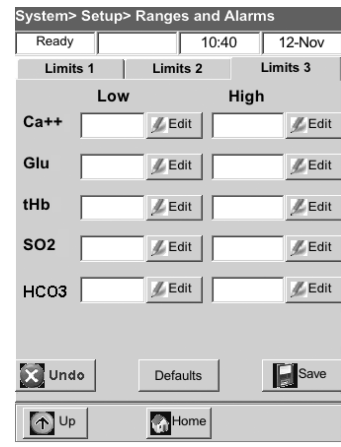 System> Setup> Ranges and Alarms
Ready 10:40 12-Nov
Limits 1 Limits 2 Limits 3
Low High
Ca++ Edit Edit
Glu Edit Edit
tHb Edit Edit
SO2 Edit Edit
HCO3 Edit Edit
Undo Defaults Save
Up Home